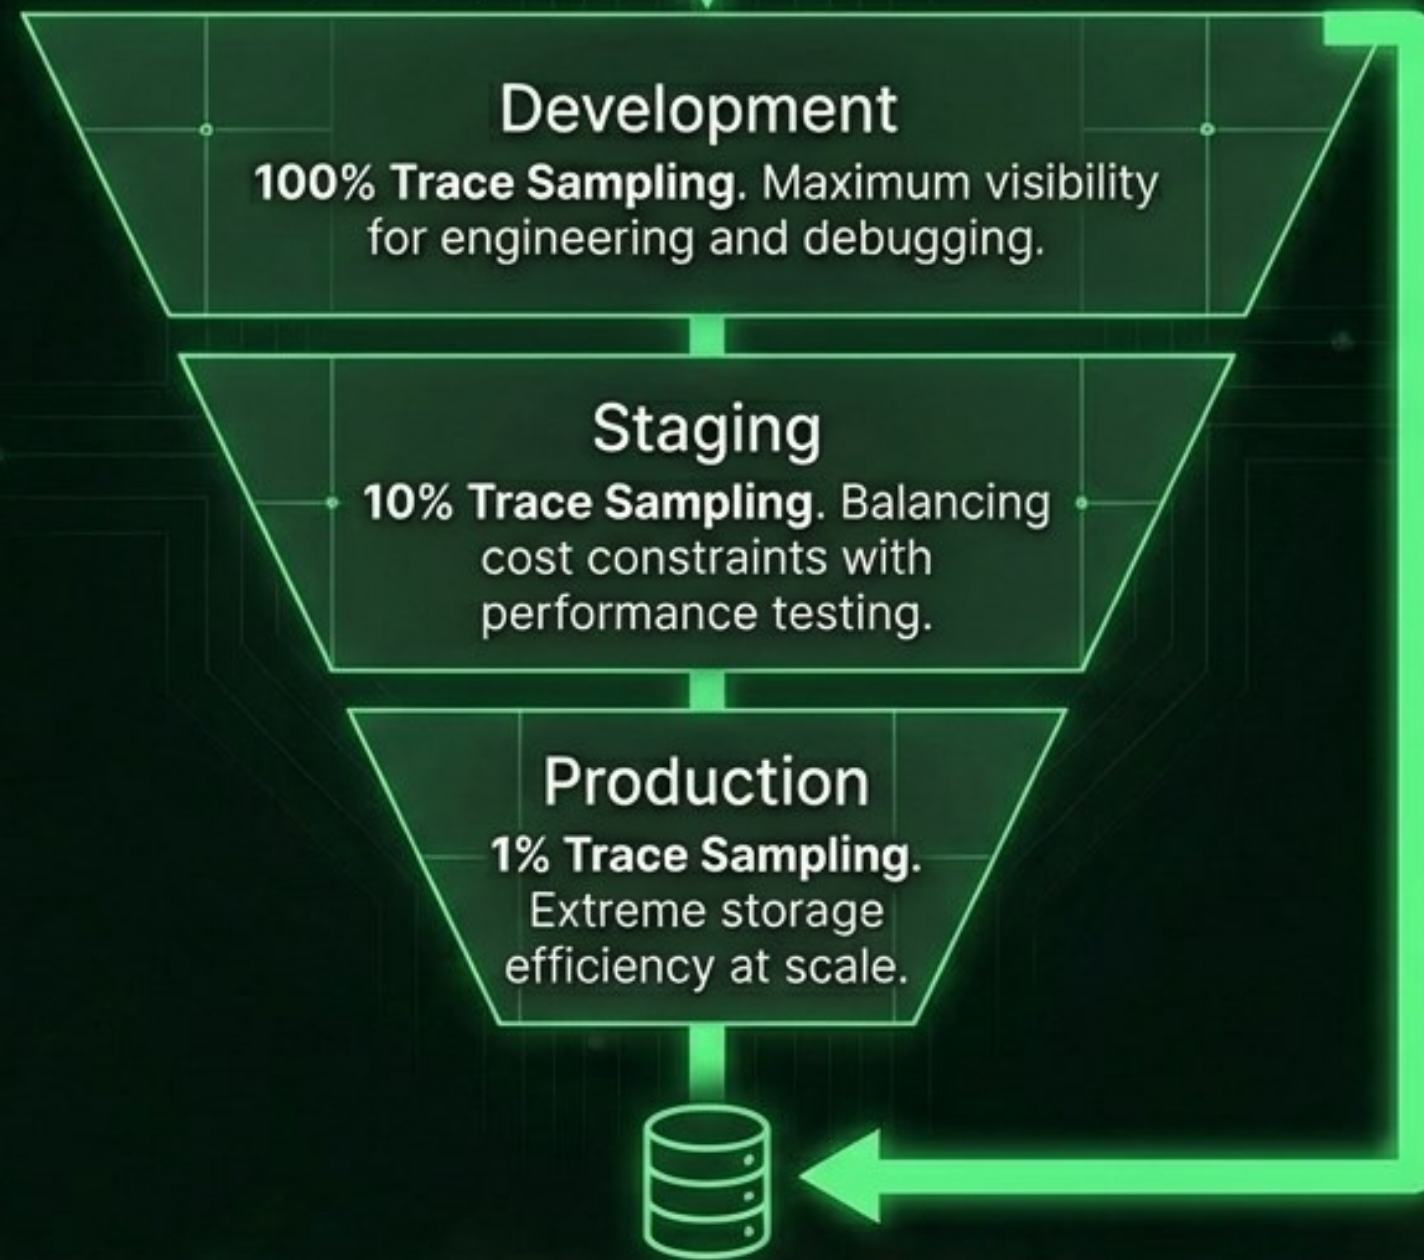 Development
100% Trace Sampling. Maximum visibility
for engineering and debugging.
Staging
10% Trace Sampling. Balancing
cost constraints with
performance testing.
Production
1% Trace Sampling.
Extreme storage
efficiency at scale.